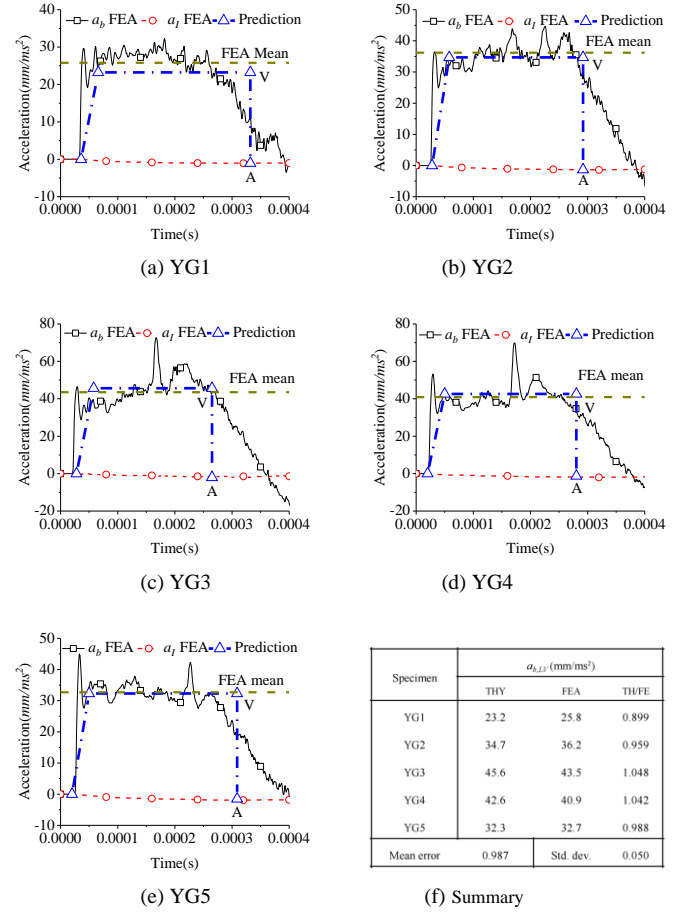 a_b FEA a_I FEA Prediction
40
30
20
10
0
-10
Acceleration(mm/ms²)
FEA Mean
V
A
0.0000 0.0001 0.0002 0.0003 0.0004
Time(s)
(a) YG1
a_b FEA a_I FEA Prediction
50
40
30
20
10
0
-10
Acceleration(mm/ms²)
FEA mean
V
A
0.0000 0.0001 0.0002 0.0003 0.0004
Time(s)
(b) YG2
a_b FEA a_I FEA Prediction
80
60
40
20
0
-20
Acceleration(mm/ms²)
FEA mean
V
A
0.0000 0.0001 0.0002 0.0003 0.0004
Time(s)
(c) YG3
a_b FEA a_I FEA Prediction
80
60
40
20
0
-20
Acceleration(mm/ms²)
FEA mean
V
A
0.0000 0.0001 0.0002 0.0003 0.0004
Time(s)
(d) YG4
a_b FEA a_I FEA Prediction
50
40
30
20
10
0
-10
Acceleration(mm/ms²)
FEA mean
V
A
0.0000 0.0001 0.0002 0.0003 0.0004
Time(s)
(e) YG5
Specimen a_b,LV (mm/ms²)
THY FEA TH/FE
YG1 23.2 25.8 0.899
YG2 34.7 36.2 0.959
YG3 45.6 43.5 1.048
YG4 42.6 40.9 1.042
YG5 32.3 32.7 0.988
Mean error 0.987 Std. dev. 0.050
(f) Summary